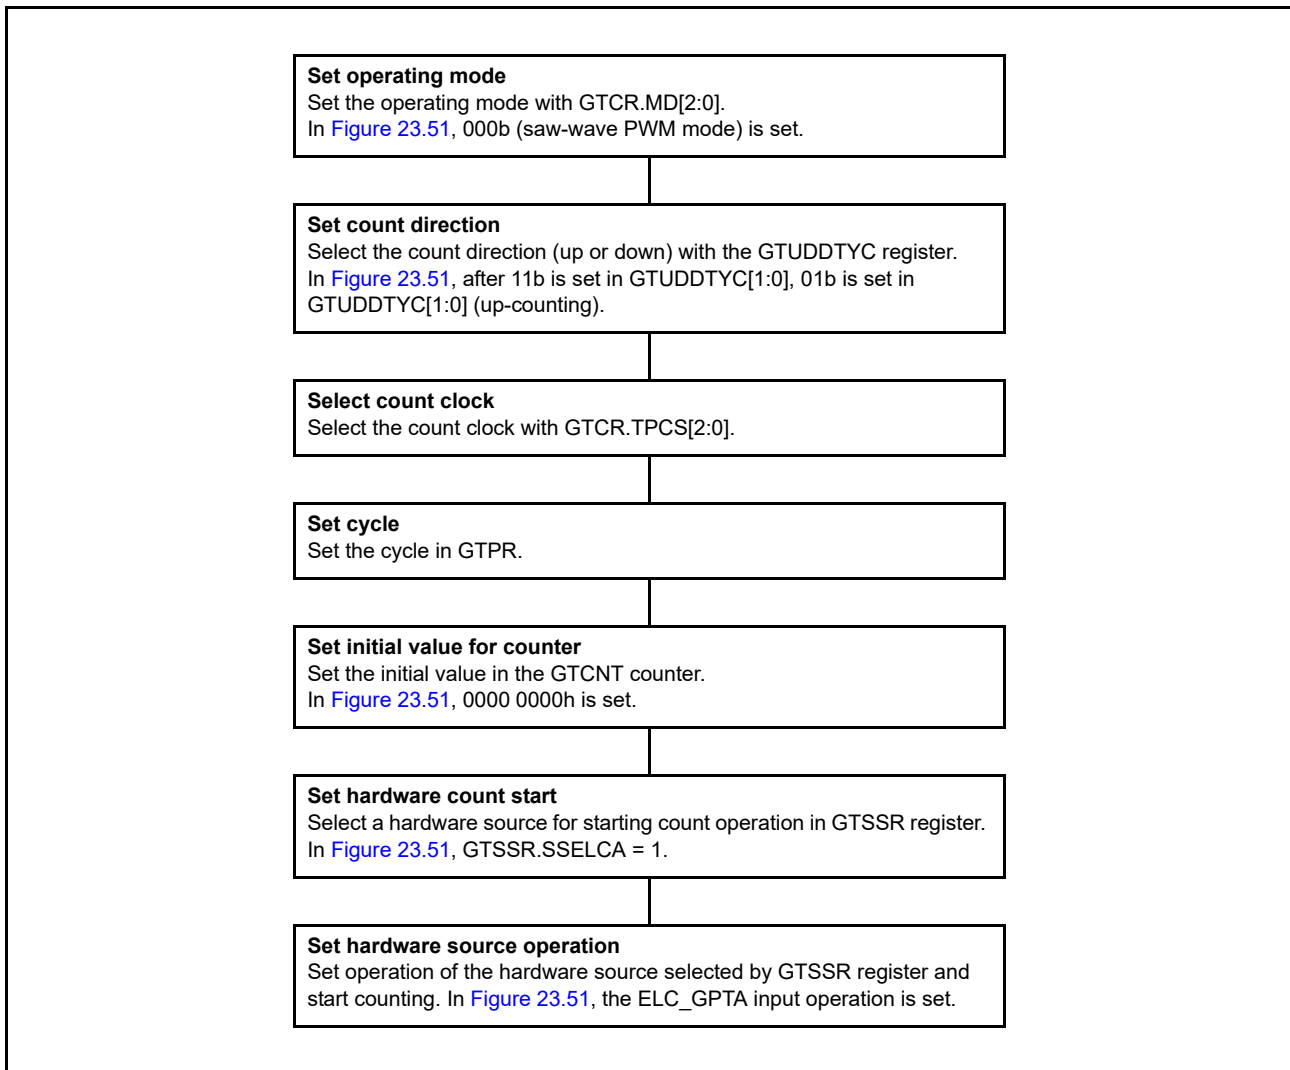 Set operating mode
Set the operating mode with GTCR.MD[2:0].
In Figure 23.51, 000b (saw-wave PWM mode) is set.
Set count direction
Select the count direction (up or down) with the GTUDDTYC register.
In Figure 23.51, after 11b is set in GTUDDTYC[1:0], 01b is set in
GTUDDTYC[1:0] (up-counting).
Select count clock
Select the count clock with GTCR.TPCS[2:0].
Set cycle
Set the cycle in GTPR.
Set initial value for counter
Set the initial value in the GTCNT counter.
In Figure 23.51, 0000 0000h is set.
Set hardware count start
Select a hardware source for starting count operation in GTSSR register.
In Figure 23.51, GTSSR.SSELCA = 1.
Set hardware source operation
Set operation of the hardware source selected by GTSSR register and
start counting. In Figure 23.51, the ELC_GPTA input operation is set.